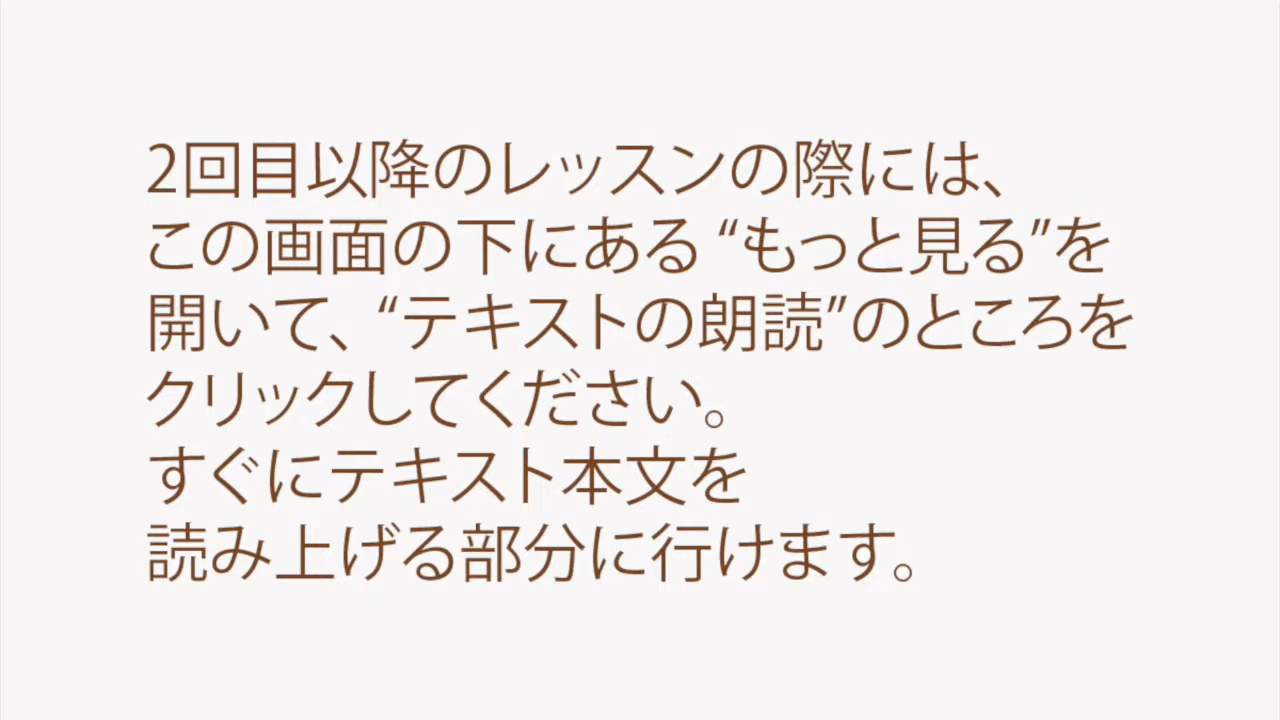 2回目以降のレッスンの際には、
この画面の下にある “もっと見る”を
開いて、“テキストの朗読”のところを
クリックしてください。
すぐにテキスト本文を
読み上げる部分に行けます。